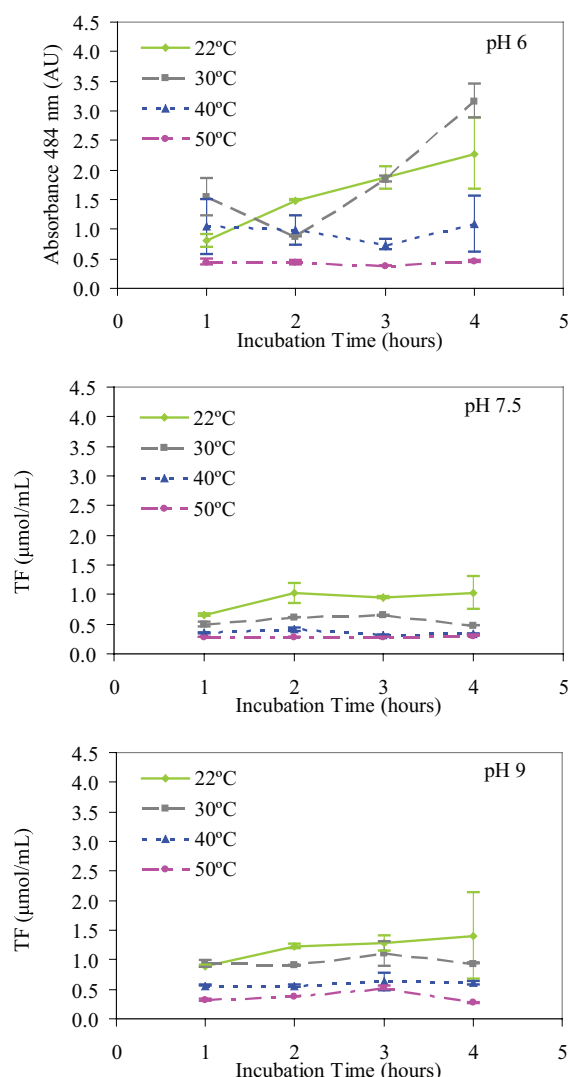 pH 6
Absorbance 484 nm (AU)
4.5
4.0
3.5
3.0
2.5
2.0
1.5
1.0
0.5
0.0
22ºC
30ºC
40ºC
50ºC
0 1 2 3 4 5
Incubation Time (hours)
pH 7.5
TF (µmol/mL)
4.5
4.0
3.5
3.0
2.5
2.0
1.5
1.0
0.5
0.0
22ºC
30ºC
40ºC
50ºC
0 1 2 3 4 5
Incubation Time (hours)
pH 9
TF (µmol/mL)
4.5
4.0
3.5
3.0
2.5
2.0
1.5
1.0
0.5
0.0
22ºC
30ºC
40ºC
50ºC
0 1 2 3 4 5
Incubation Time (hours)